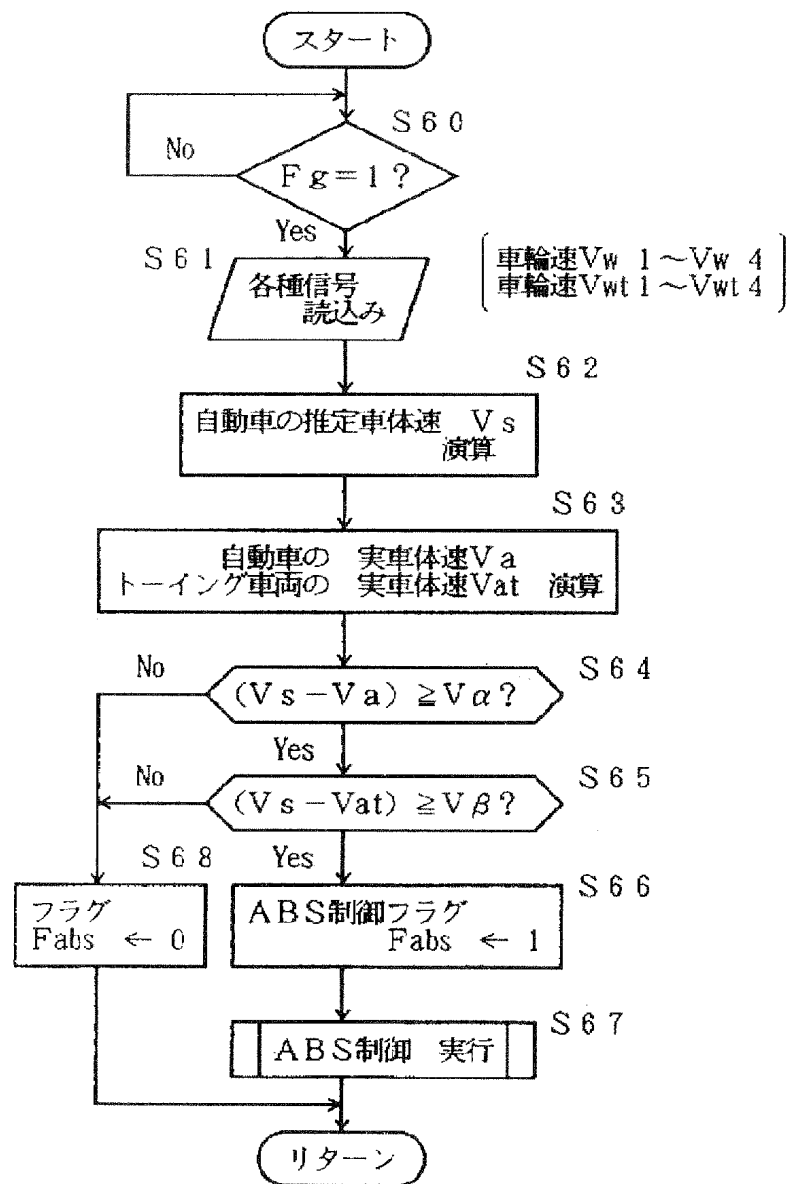 スタート
S60
No
Fg=1?
Yes
S61
各種信号
読込み
車輪速Vw 1～Vw 4
車輪速Vwt1～Vwt4
S62
自動車の推定車体速 Vs
演算
S63
自動車の 実車体速Va
トーイング車両の 実車体速Vat 演算
No
S64
(Vs-Va)≧Vα?
Yes
No
S65
(Vs-Vat)≧Vβ?
S68
Yes
S66
フラグ
Fabs ← 0
ABS制御フラグ
Fabs ← 1
S67
ABS制御 実行
リターン